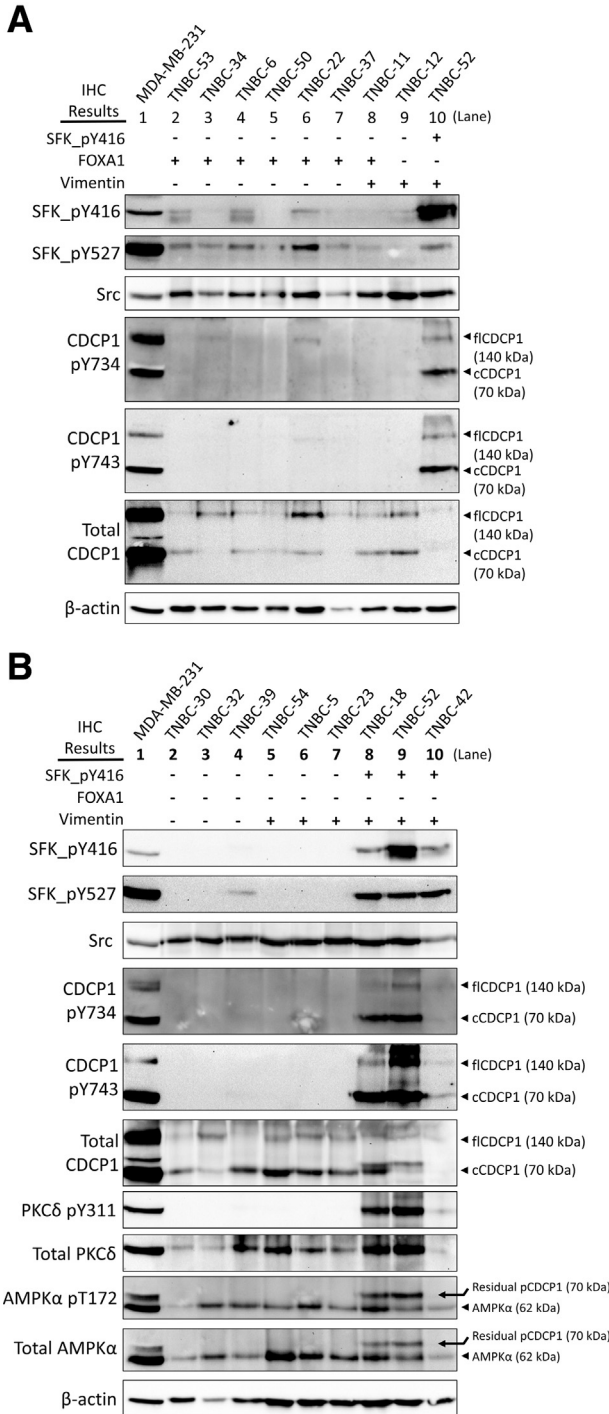 A
MDA-MB-231 TNBC-53 TNBC-34 TNBC-6 TNBC-50 TNBC-22 TNBC-37 TNBC-11 TNBC-12 TNBC-52
IHC
Results 1 2 3 4 5 6 7 8 9 10 (Lane)
SFK_pY416 - - - - - - - - +
FOXA1 + + + + + + + - -
Vimentin - - - - - - + + +
SFK_pY416
SFK_pY527
Src
CDCP1
pY734
flCDCP1
(140 kDa)
cCDCP1
(70 kDa)
CDCP1
pY743
flCDCP1
(140 kDa)
cCDCP1
(70 kDa)
Total
CDCP1
flCDCP1
(140 kDa)
cCDCP1
(70 kDa)
β-actin
B
MDA-MB-231 TNBC-30 TNBC-32 TNBC-39 TNBC-54 TNBC-5 TNBC-23 TNBC-18 TNBC-52 TNBC-42
IHC
Results 1 2 3 4 5 6 7 8 9 10 (Lane)
SFK_pY416 - - - - - - + + +
FOXA1 - - - - - - - - -
Vimentin - - - + + + + + +
SFK_pY416
SFK_pY527
Src
CDCP1
pY734
flCDCP1 (140 kDa)
cCDCP1 (70 kDa)
CDCP1
pY743
flCDCP1 (140 kDa)
cCDCP1 (70 kDa)
Total
CDCP1
flCDCP1 (140 kDa)
cCDCP1 (70 kDa)
PKCδ pY311
Total PKCδ
AMPKα pT172
Residual pCDCP1 (70 kDa)
AMPKα (62 kDa)
Total AMPKα
Residual pCDCP1 (70 kDa)
AMPKα (62 kDa)
β-actin